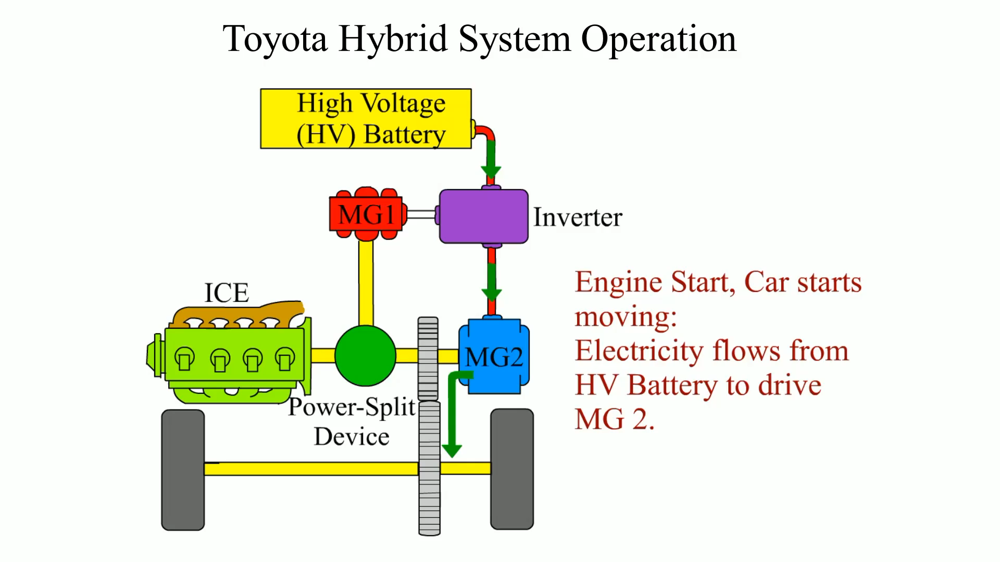 Toyota Hybrid System Operation
High Voltage
(HV) Battery
MG1
Inverter
ICE
Engine Start, Car starts
moving:
Electricity flows from
HV Battery to drive
MG 2.
MG2
Power-Split
Device